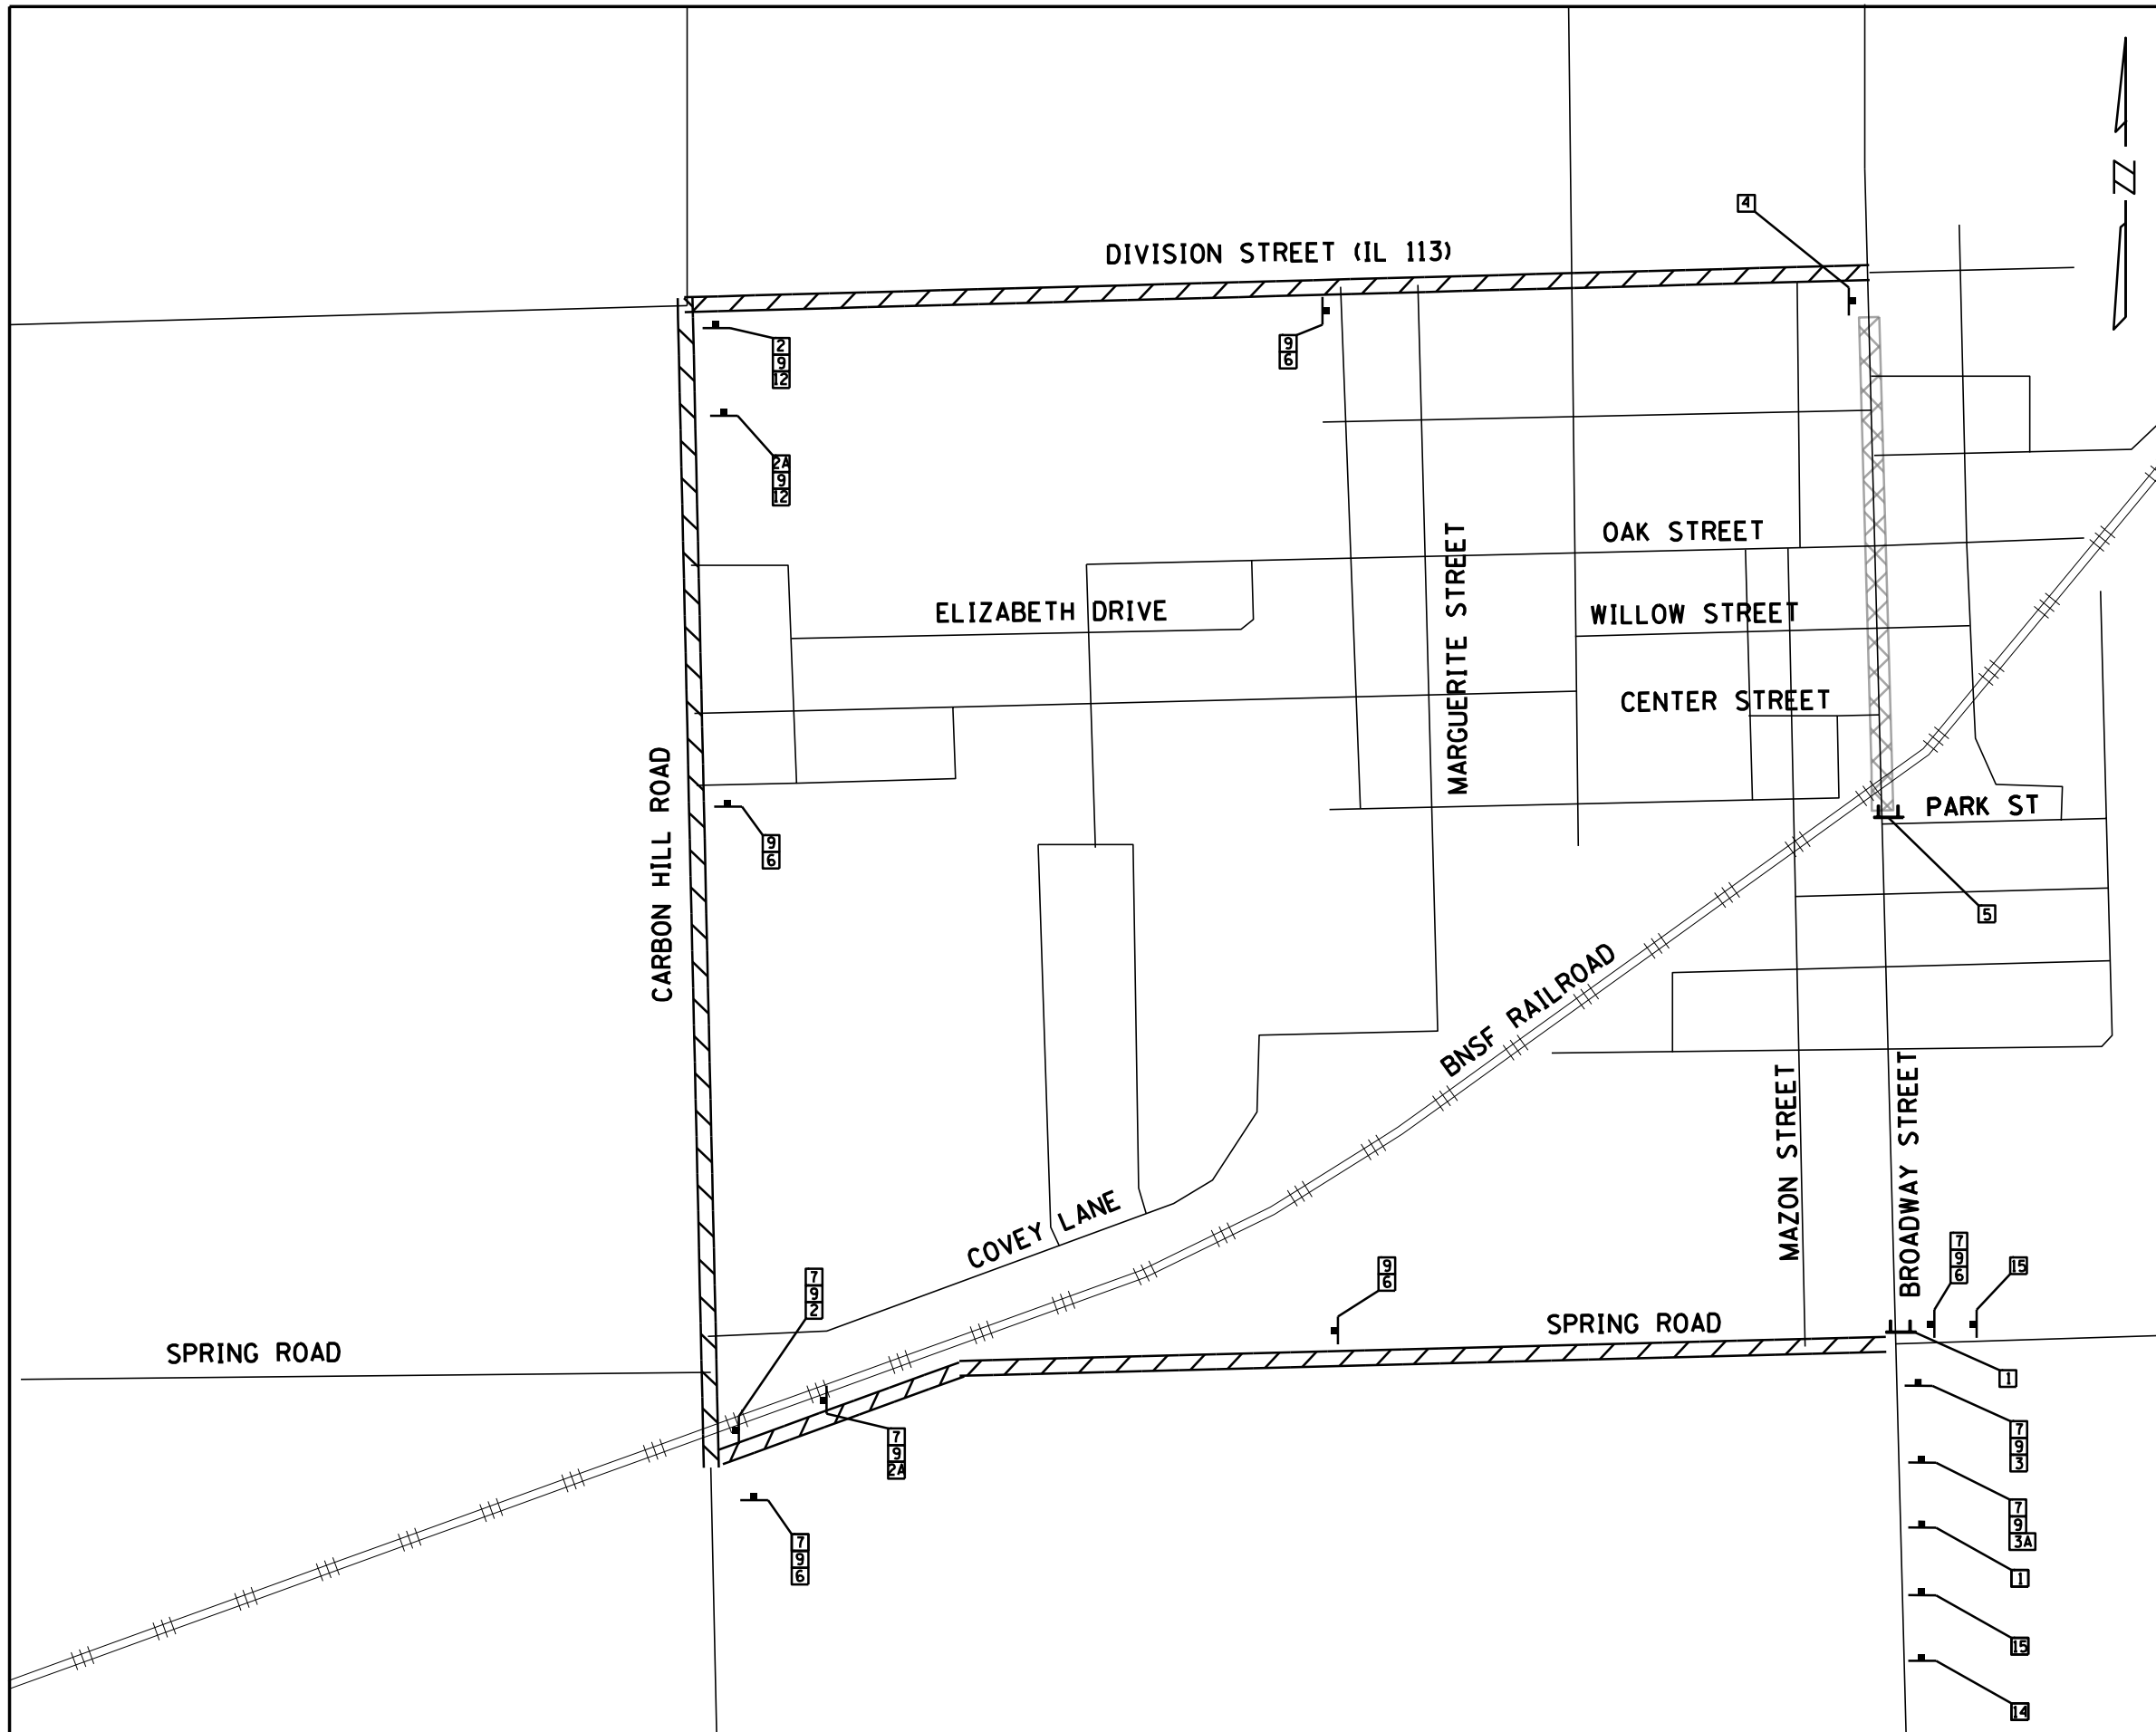 N
4
DIVISION STREET (IL 113)
2
9
12
9
6
2A
9
12
OAK STREET
MARGUERITE STREET
ELIZABETH DRIVE
WILLOW STREET
CENTER STREET
CARBON HILL ROAD
9
6
PARK ST
5
BNSF RAILROAD
MAZON STREET
BROADWAY STREET
COVEY LANE
7
9
2
9
6
7
9
6
15
SPRING ROAD
SPRING ROAD
1
7
9
2A
7
9
3
7
9
3A
7
9
6
1
15
14